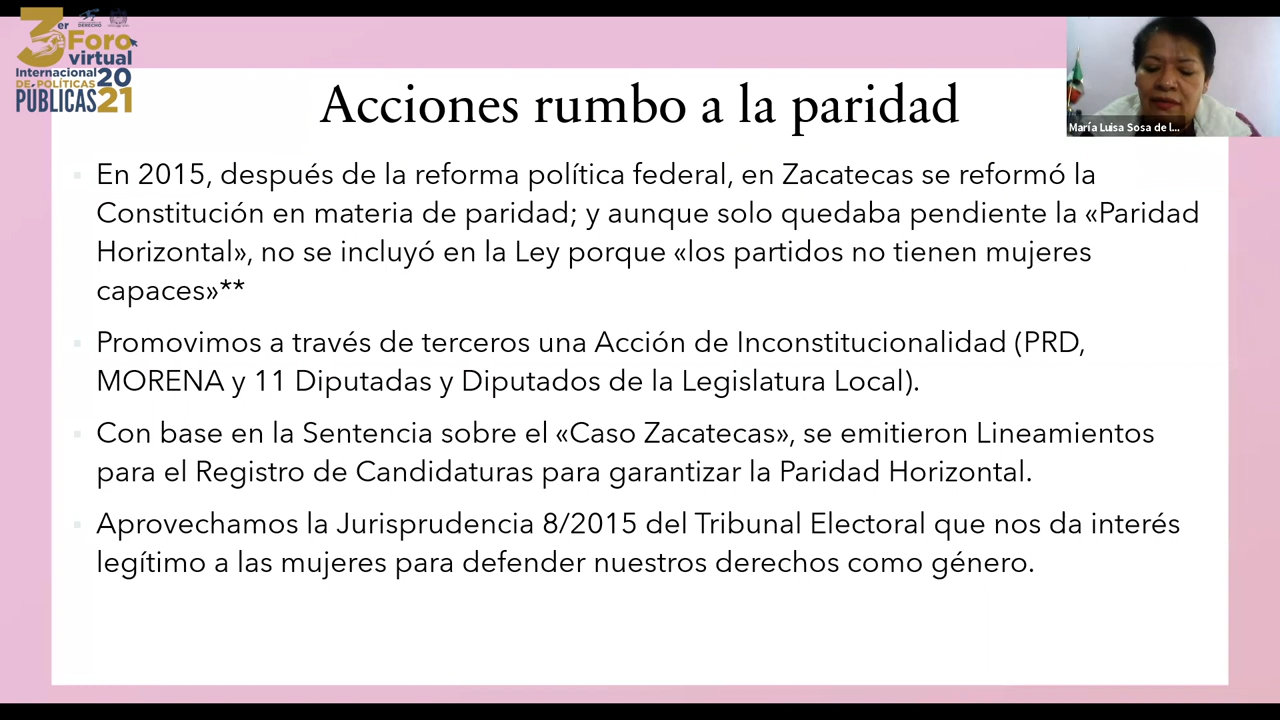 3er Foro
virtual
Internacional 20
DE POLÍTICAS
PÚBLICAS 21
DERECHO
Acciones rumbo a la paridad
María Luisa Sosa de l...
En 2015, después de la reforma política federal, en Zacatecas se reformó la
Constitución en materia de paridad; y aunque solo quedaba pendiente la «Paridad
Horizontal», no se incluyó en la Ley porque «los partidos no tienen mujeres
capaces»**
Promovimos a través de terceros una Acción de Inconstitucionalidad (PRD,
MORENA y 11 Diputadas y Diputados de la Legislatura Local).
Con base en la Sentencia sobre el «Caso Zacatecas», se emitieron Lineamientos
para el Registro de Candidaturas para garantizar la Paridad Horizontal.
Aprovechamos la Jurisprudencia 8/2015 del Tribunal Electoral que nos da interés
legítimo a las mujeres para defender nuestros derechos como género.